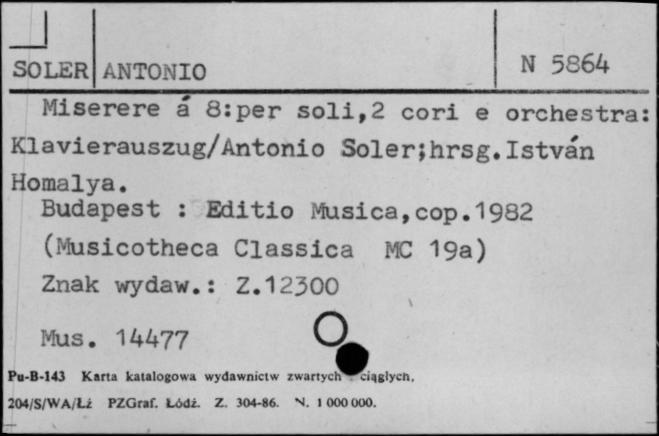 SOLER ANTONIO N 5864
Miserere á 8:per soli,2 cori e orchestra:
Klavierauszug/Antonio Soler;hrsg.István
Homalya.
Budapest : Editio Musica,cop.1982
(Musicotheca Classica MC 19a)
Znak wydaw.: Z.12300
Mus. 14477
Pu-B-143 Karta katalogowa wydawnictw zwartych ciągłych,
204/S/WA/Łż PZGraf. Łódź. Z. 304-86. N. 1 000 000.